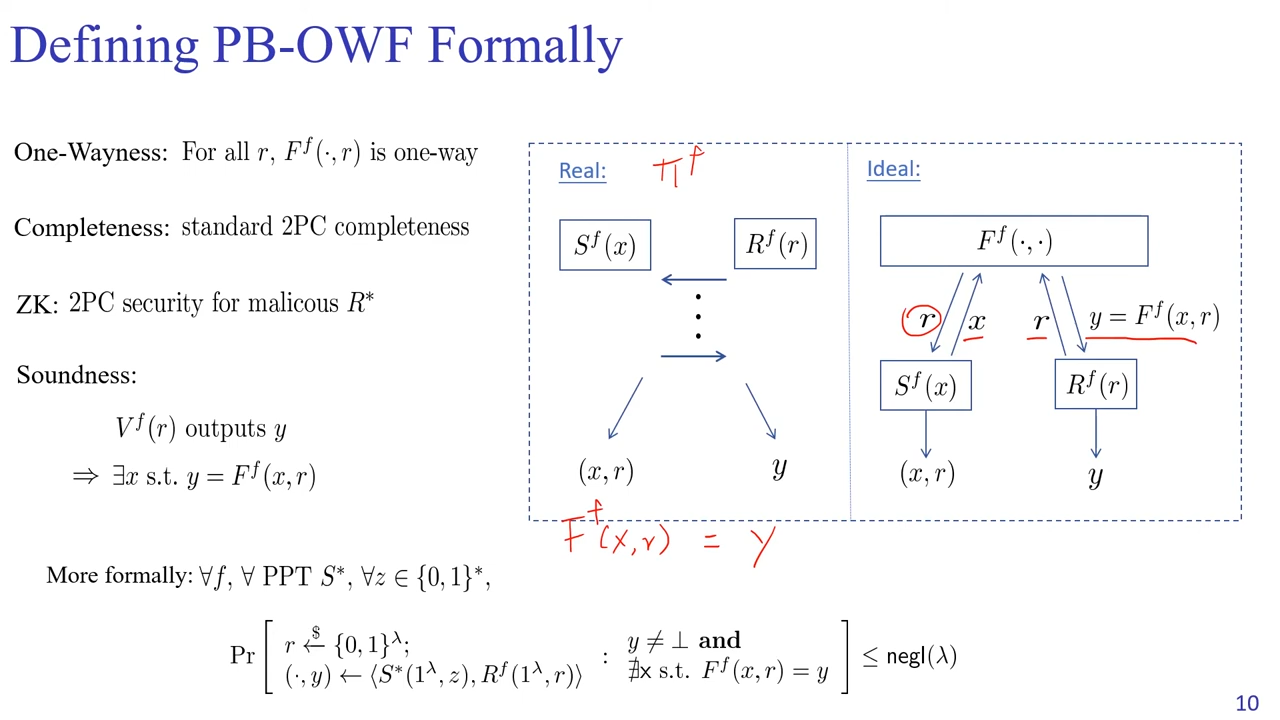 Defining PB-OWF Formally
One-Wayness: For all r, F^f(·, r) is one-way
Completeness: standard 2PC completeness
ZK: 2PC security for malicous R*
Soundness:
V^f(r) outputs y
⇒ ∃x s.t. y = F^f(x, r)
Real: π^f
S^f(x) R^f(r)
(x, r) y
F^f(x, r) = y
Ideal:
F^f(·, ·)
r x r y = F^f(x, r)
S^f(x) R^f(r)
(x, r) y
More formally: ∀f, ∀ PPT S*, ∀z ∈ {0, 1}*,
Pr [ r ←$ {0, 1}^λ; (·, y) ← ⟨S*(1^λ, z), R^f(1^λ, r)⟩ : y ≠ ⊥ and ∄x s.t. F^f(x, r) = y ] ≤ negl(λ)
10